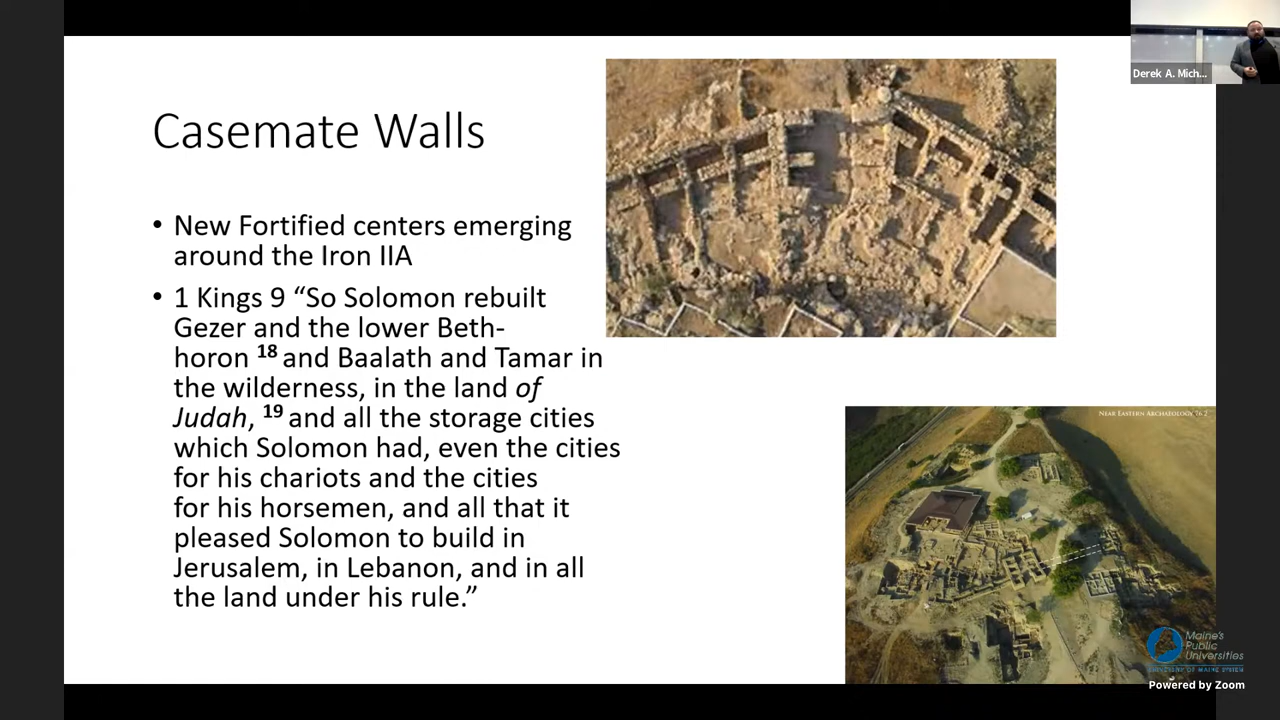 Derek A. Mich...
Casemate Walls
• New Fortified centers emerging
around the Iron IIA
• 1 Kings 9 “So Solomon rebuilt
Gezer and the lower Beth-
horon 18 and Baalath and Tamar in
the wilderness, in the land of
Judah, 19 and all the storage cities
which Solomon had, even the cities
for his chariots and the cities
for his horsemen, and all that it
pleased Solomon to build in
Jerusalem, in Lebanon, and in all
the land under his rule.”
NEAR EASTERN ARCHAEOLOGY 76:2
Maine's
Public
Universities
UNIVERSITY OF MAINE SYSTEM
Powered by Zoom